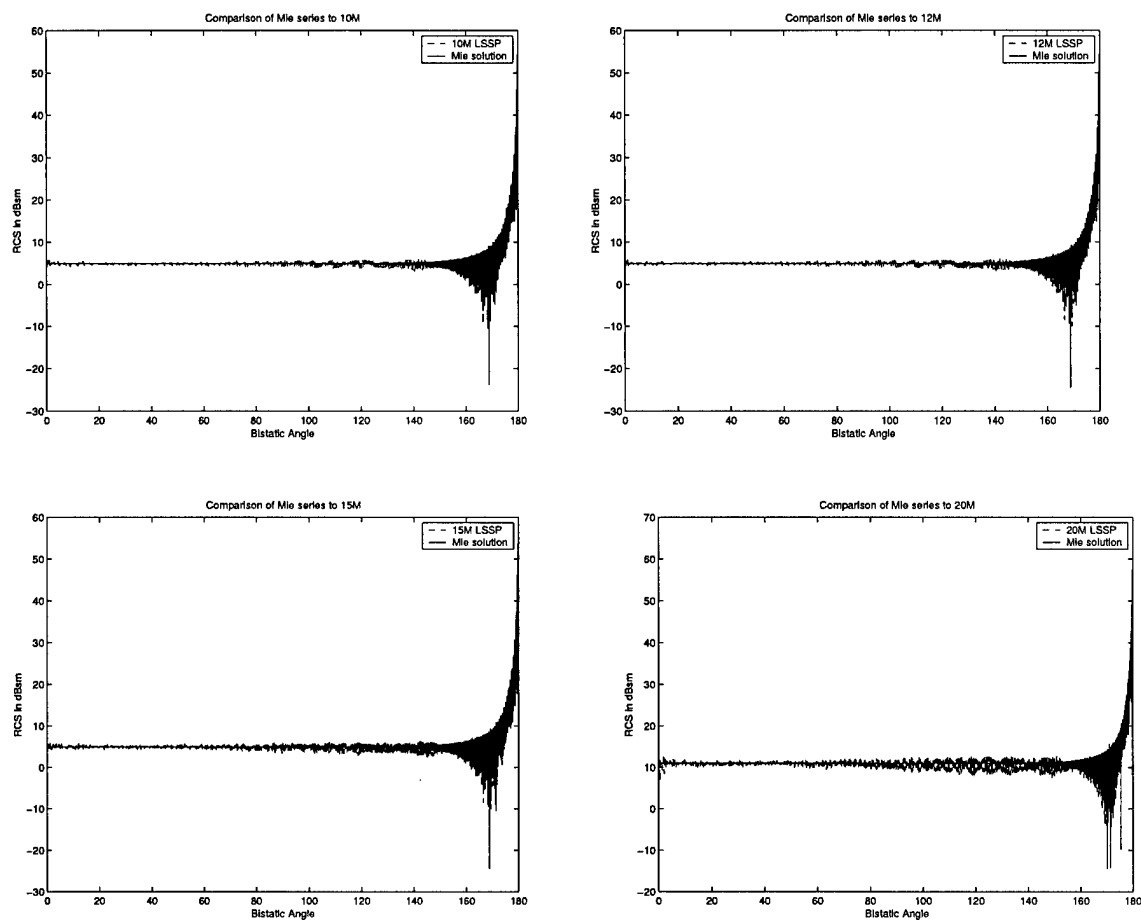 Comparison of Mie series to 10M
60
50
40
30
20
10
0
−10
−20
−30
RCS in dBsm
10M LSSP
Mie solution
0 20 40 60 80 100 120 140 160 180
Bistatic Angle
Comparison of Mie series to 12M
60
50
40
30
20
10
0
−10
−20
−30
RCS in dBsm
12M LSSP
Mie solution
0 20 40 60 80 100 120 140 160 180
Bistatic Angle
Comparison of Mie series to 15M
60
50
40
30
20
10
0
−10
−20
−30
RCS in dBsm
15M LSSP
Mie solution
0 20 40 60 80 100 120 140 160 180
Bistatic Angle
Comparison of Mie series to 20M
70
60
50
40
30
20
10
0
−10
−20
RCS in dBsm
20M LSSP
Mie solution
0 20 40 60 80 100 120 140 160 180
Bistatic Angle